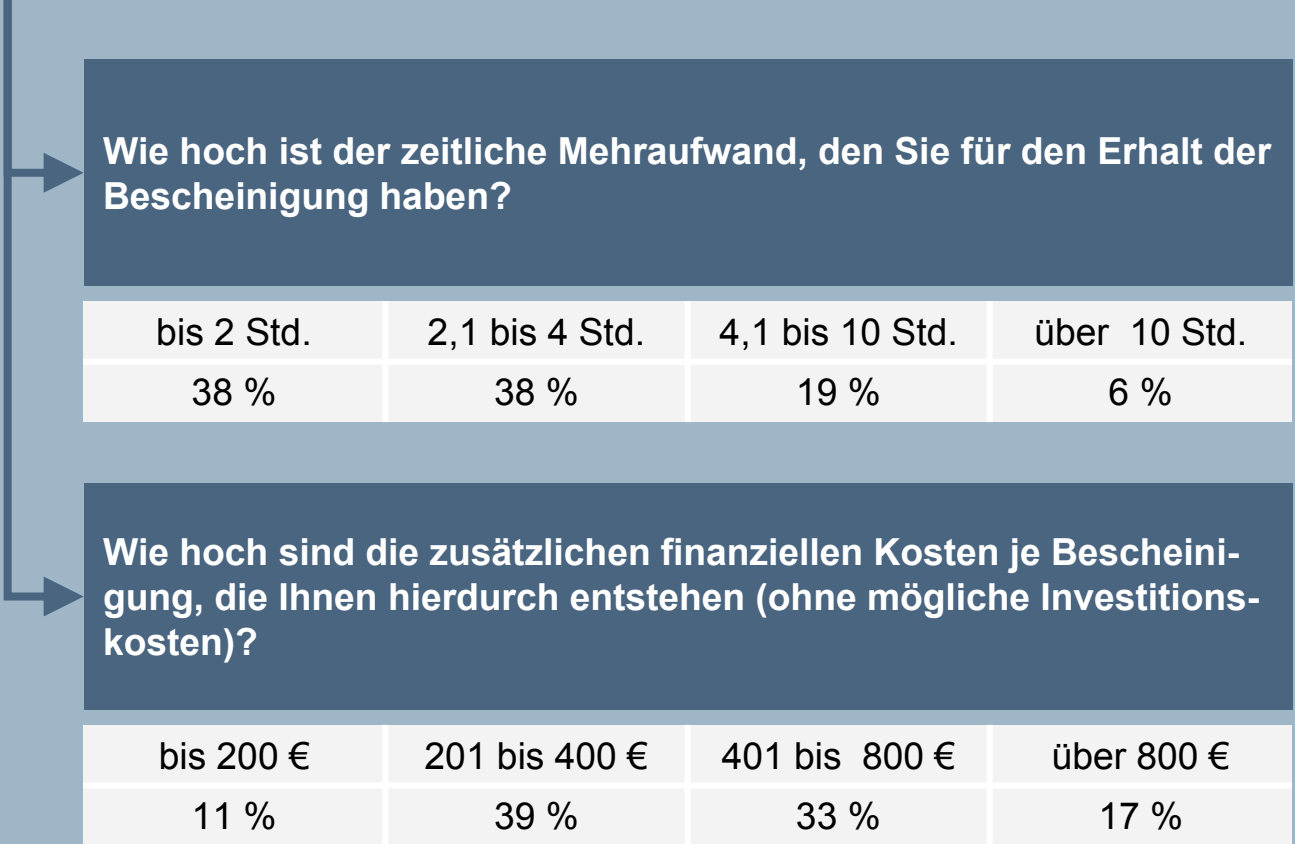 Wie hoch ist der zeitliche Mehraufwand, den Sie für den Erhalt der
Bescheinigung haben?
bis 2 Std. 2,1 bis 4 Std. 4,1 bis 10 Std. über 10 Std.
38 % 38 % 19 % 6 %
Wie hoch sind die zusätzlichen finanziellen Kosten je Bescheini-
gung, die Ihnen hierdurch entstehen (ohne mögliche Investitions-
kosten)?
bis 200 € 201 bis 400 € 401 bis 800 € über 800 €
11 % 39 % 33 % 17 %